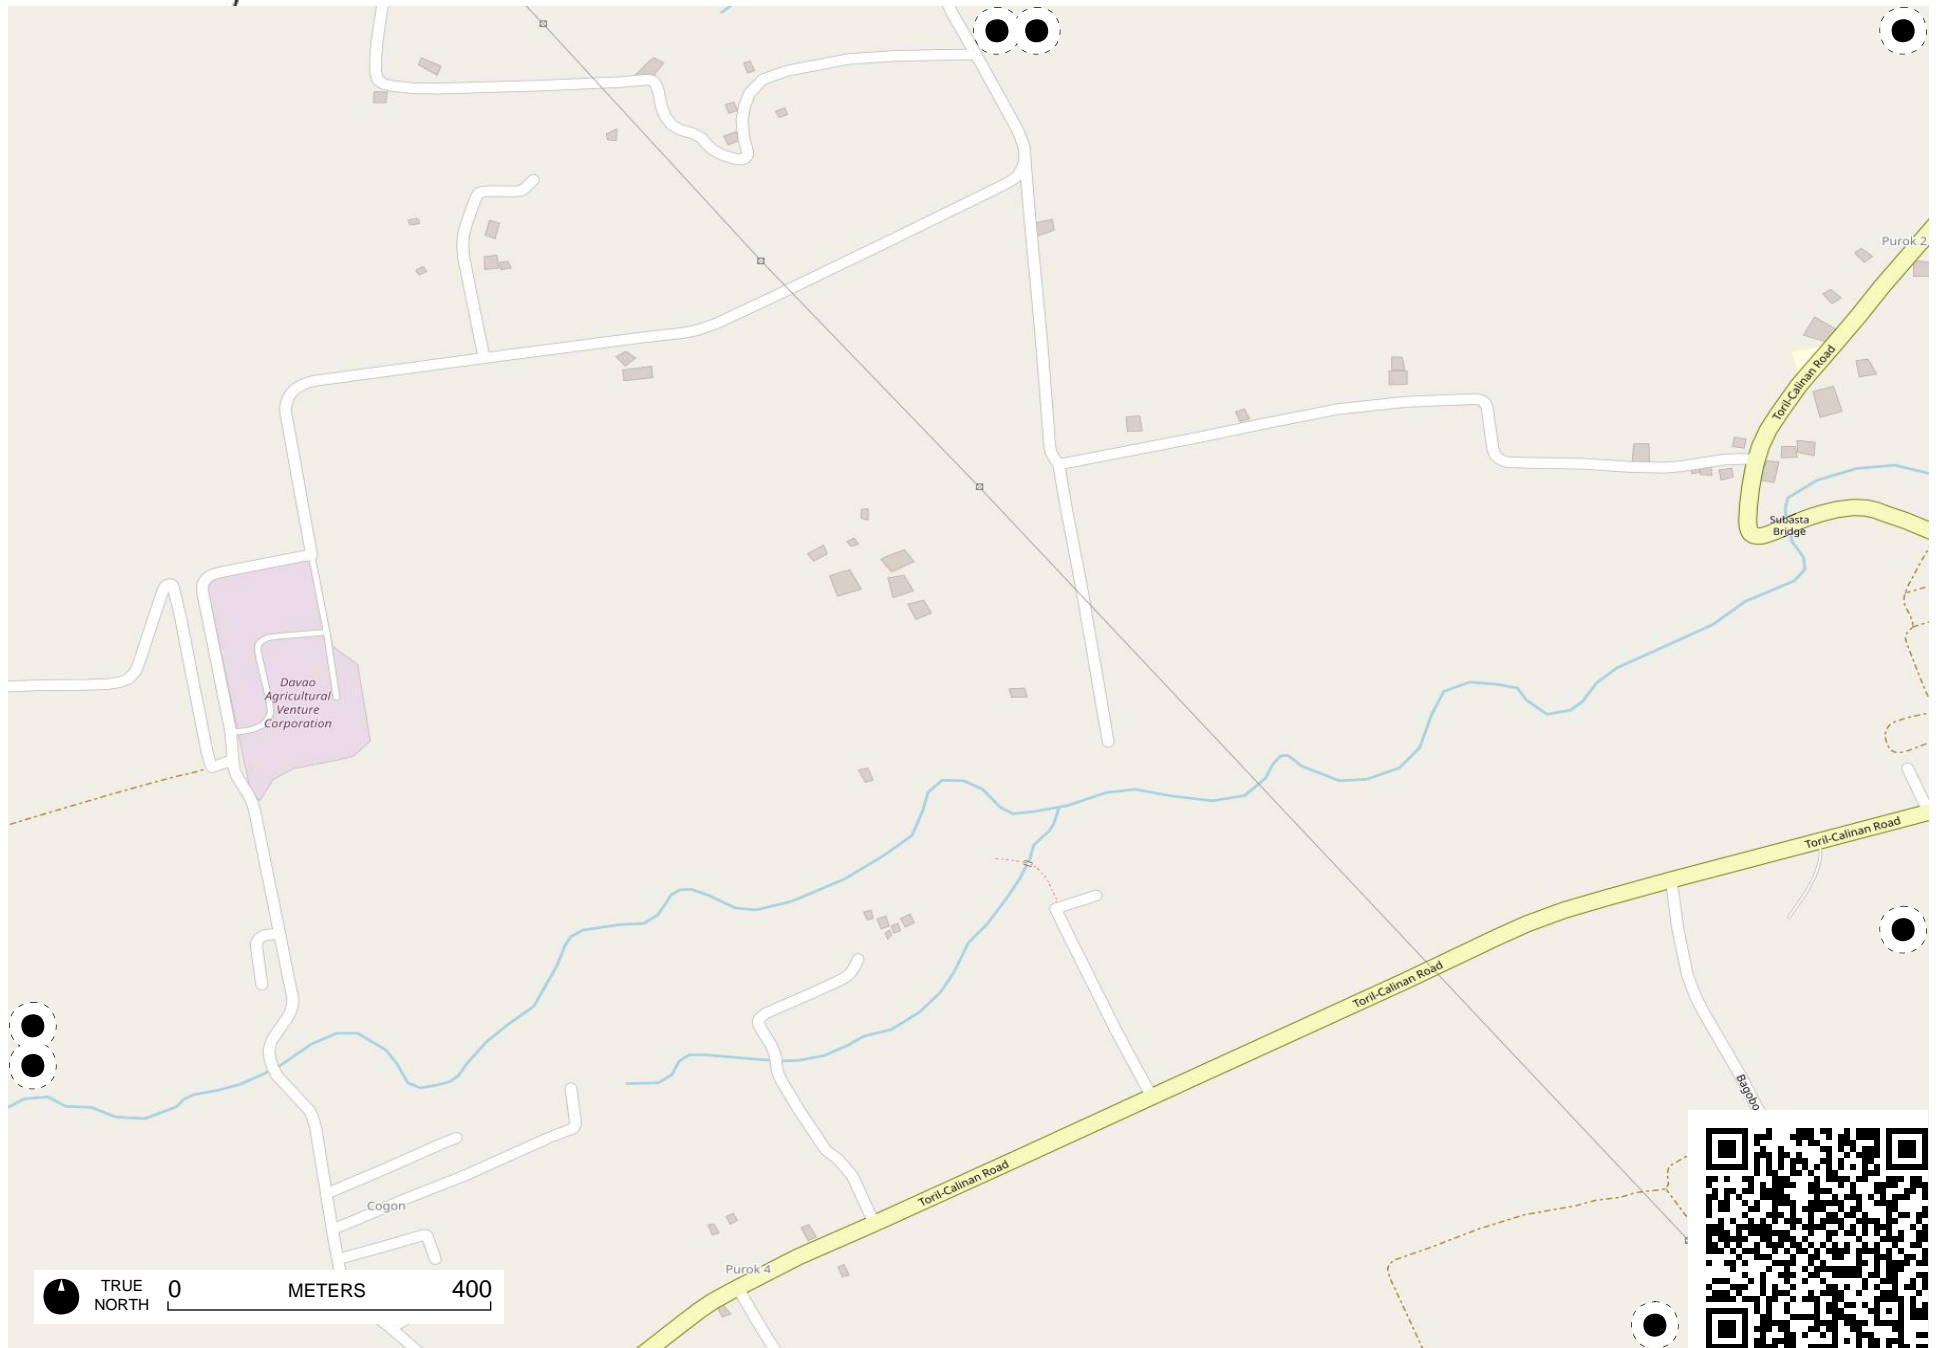 Purok 2
Toril-Calinan Road
Subasta
Bridge
Davao
Agricultural
Venture
Corporation
Toril-Calinan Road
Toril-Calinan Road
Bagobo
Toril-Calinan Road
Cogon
Purok 4
TRUE
NORTH
0 METERS 400